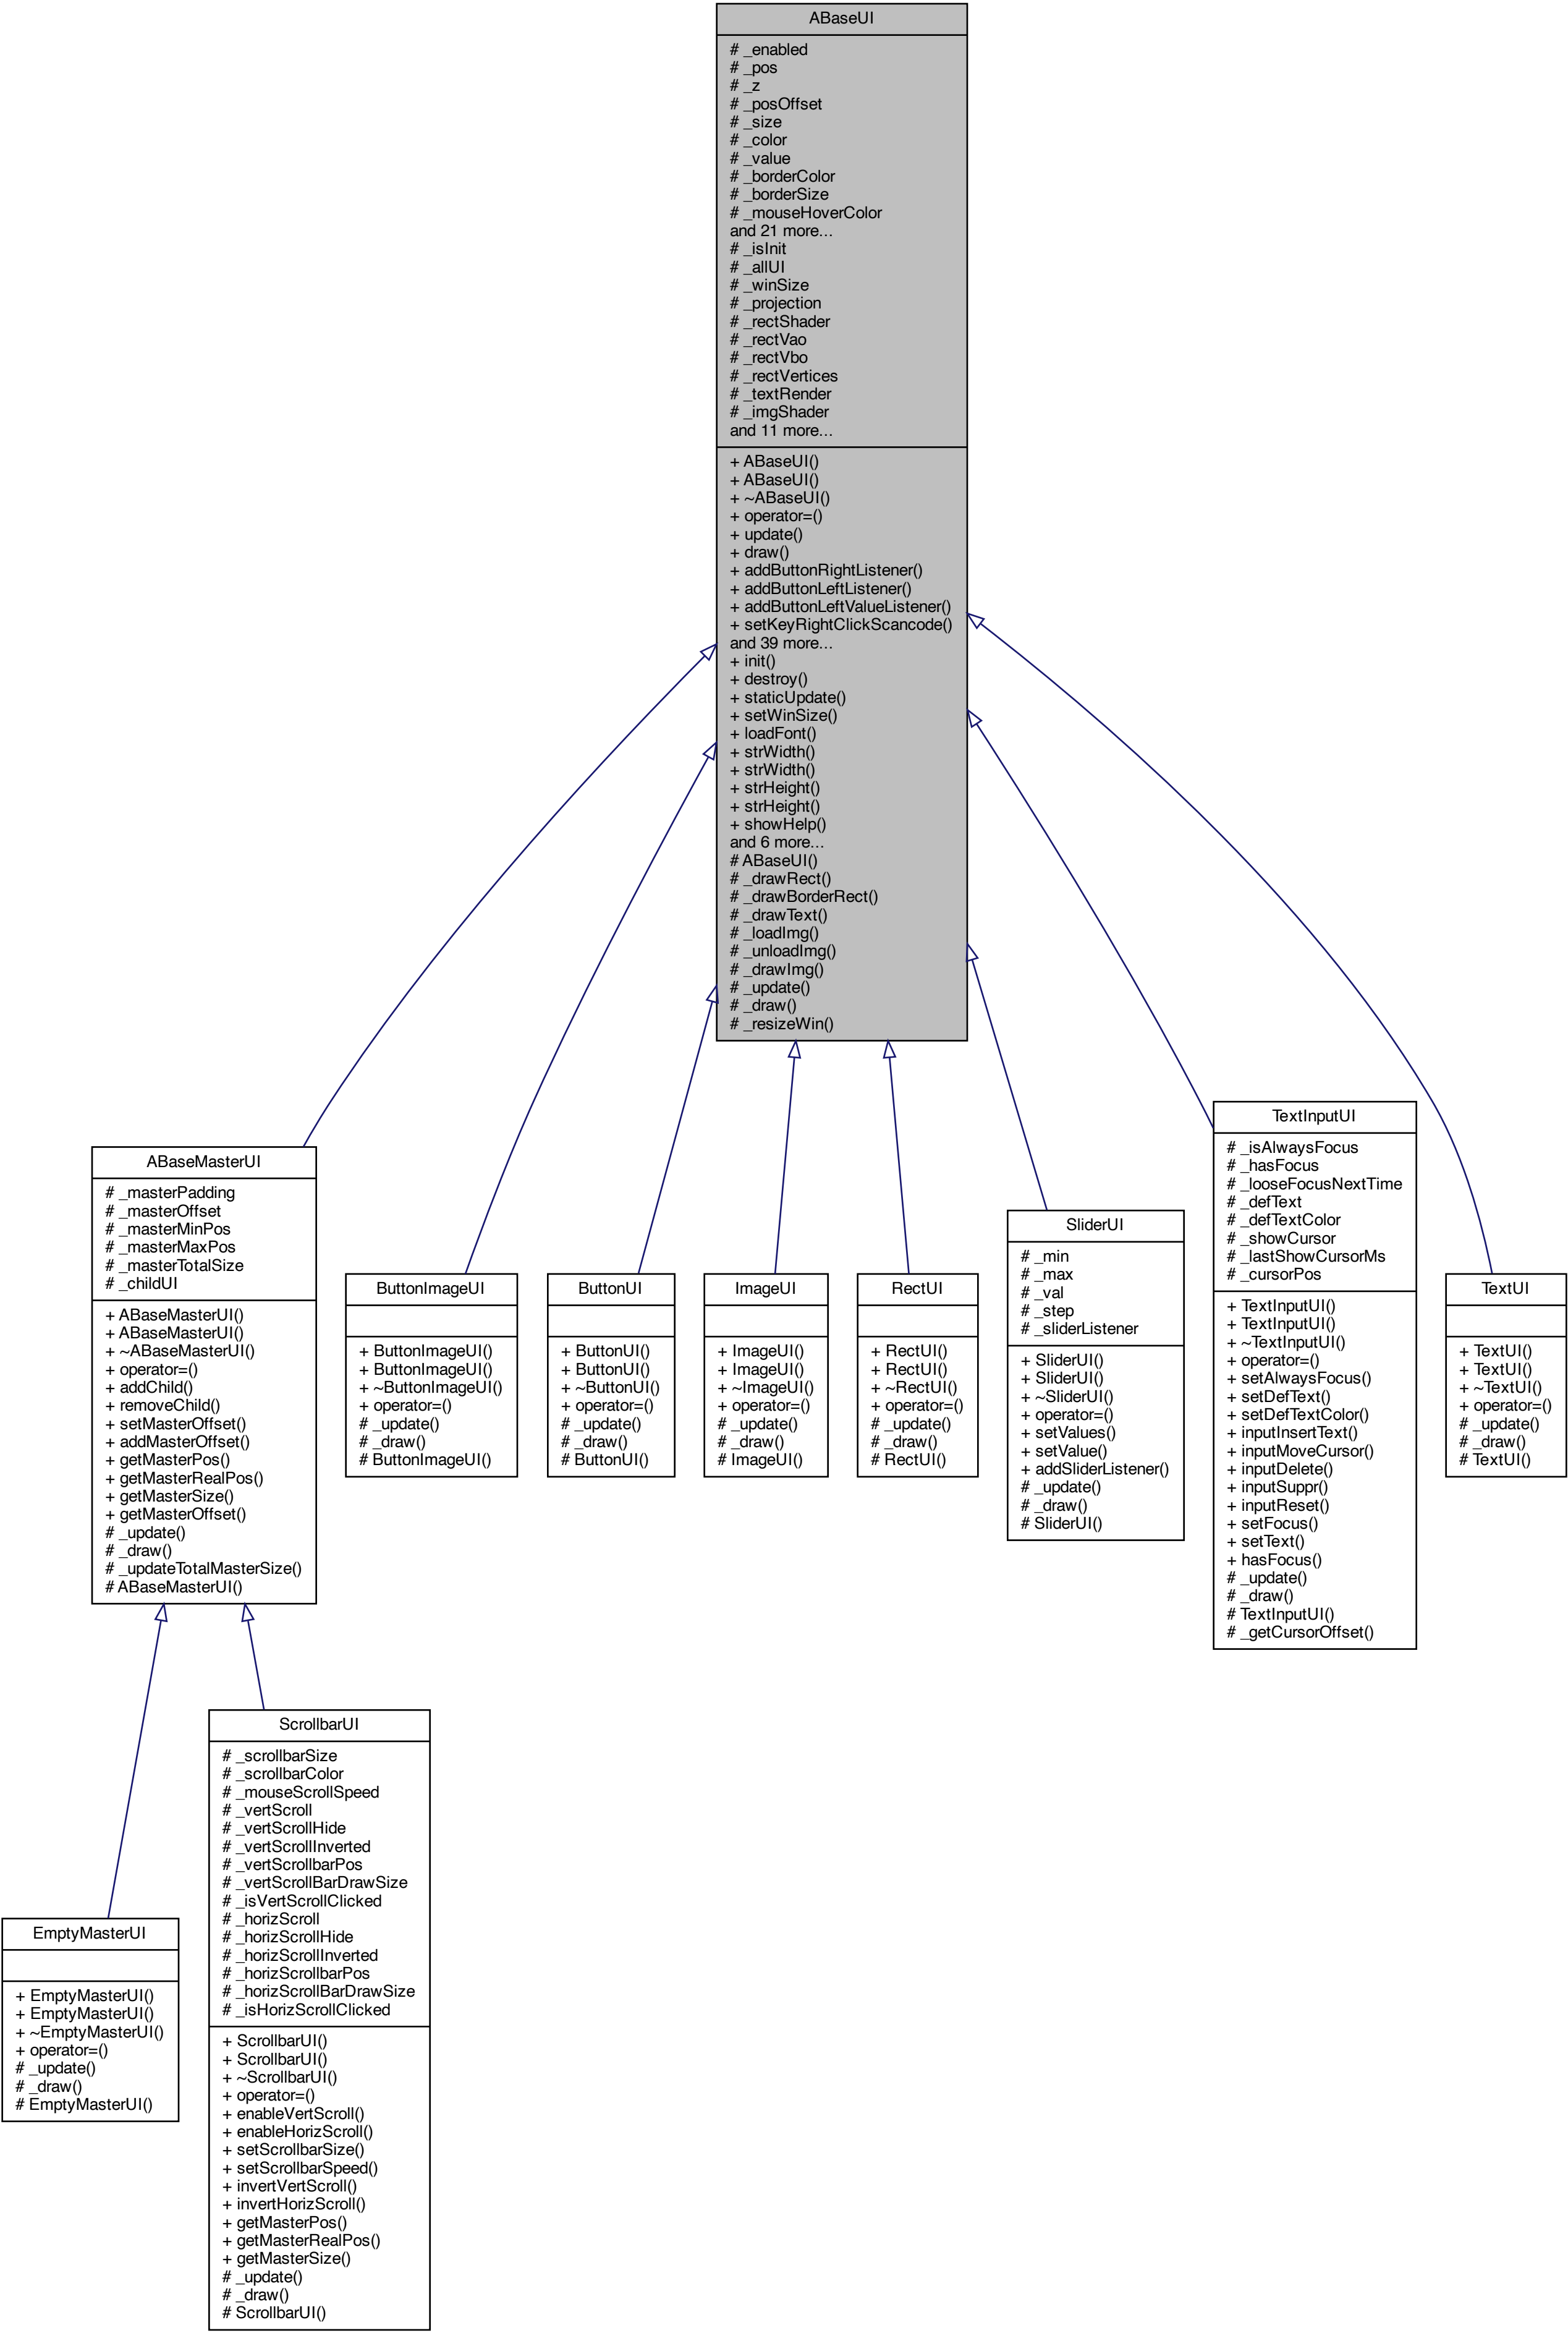 ABaseUI
# _enabled
# _pos
# _z
# _posOffset
# _size
# _color
# _value
# _borderColor
# _borderSize
# _mouseHoverColor
and 21 more...
# _isInit
# _allUI
# _winSize
# _projection
# _rectShader
# _rectVao
# _rectVbo
# _rectVertices
# _textRender
# _imgShader
and 11 more...
+ ABaseUI()
+ ABaseUI()
+ ~ABaseUI()
+ operator=()
+ update()
+ draw()
+ addButtonRightListener()
+ addButtonLeftListener()
+ addButtonLeftValueListener()
+ setKeyRightClickScancode()
and 39 more...
+ init()
+ destroy()
+ staticUpdate()
+ setWinSize()
+ loadFont()
+ strWidth()
+ strWidth()
+ strHeight()
+ strHeight()
+ showHelp()
and 6 more...
# ABaseUI()
# _drawRect()
# _drawBorderRect()
# _drawText()
# _loadImg()
# _unloadImg()
# _drawImg()
# _update()
# _draw()
# _resizeWin()
ABaseMasterUI
# _masterPadding
# _masterOffset
# _masterMinPos
# _masterMaxPos
# _masterTotalSize
# _childUI
+ ABaseMasterUI()
+ ABaseMasterUI()
+ ~ABaseMasterUI()
+ operator=()
+ addChild()
+ removeChild()
+ setMasterOffset()
+ addMasterOffset()
+ getMasterPos()
+ getMasterRealPos()
+ getMasterSize()
+ getMasterOffset()
# _update()
# _draw()
# _updateTotalMasterSize()
# ABaseMasterUI()
ButtonImageUI
+ ButtonImageUI()
+ ButtonImageUI()
+ ~ButtonImageUI()
+ operator=()
# _update()
# _draw()
# ButtonImageUI()
ButtonUI
+ ButtonUI()
+ ButtonUI()
+ ~ButtonUI()
+ operator=()
# _update()
# _draw()
# ButtonUI()
ImageUI
+ ImageUI()
+ ImageUI()
+ ~ImageUI()
+ operator=()
# _update()
# _draw()
# ImageUI()
RectUI
+ RectUI()
+ RectUI()
+ ~RectUI()
+ operator=()
# _update()
# _draw()
# RectUI()
SliderUI
# _min
# _max
# _val
# _step
# _sliderListener
+ SliderUI()
+ SliderUI()
+ ~SliderUI()
+ operator=()
+ setValues()
+ setValue()
+ addSliderListener()
# _update()
# _draw()
# SliderUI()
TextInputUI
# _isAlwaysFocus
# _hasFocus
# _looseFocusNextTime
# _defText
# _defTextColor
# _showCursor
# _lastShowCursorMs
# _cursorPos
+ TextInputUI()
+ TextInputUI()
+ ~TextInputUI()
+ operator=()
+ setAlwaysFocus()
+ setDefText()
+ setDefTextColor()
+ inputInsertText()
+ inputMoveCursor()
+ inputDelete()
+ inputSuppr()
+ inputReset()
+ setFocus()
+ setText()
+ hasFocus()
# _update()
# _draw()
# TextInputUI()
# _getCursorOffset()
TextUI
+ TextUI()
+ TextUI()
+ ~TextUI()
+ operator=()
# _update()
# _draw()
# TextUI()
EmptyMasterUI
+ EmptyMasterUI()
+ EmptyMasterUI()
+ ~EmptyMasterUI()
+ operator=()
# _update()
# _draw()
# EmptyMasterUI()
ScrollbarUI
# _scrollbarSize
# _scrollbarColor
# _mouseScrollSpeed
# _vertScroll
# _vertScrollHide
# _vertScrollInverted
# _vertScrollbarPos
# _vertScrollBarDrawSize
# _isVertScrollClicked
# _horizScroll
# _horizScrollHide
# _horizScrollInverted
# _horizScrollbarPos
# _horizScrollBarDrawSize
# _isHorizScrollClicked
+ ScrollbarUI()
+ ScrollbarUI()
+ ~ScrollbarUI()
+ operator=()
+ enableVertScroll()
+ enableHorizScroll()
+ setScrollbarSize()
+ setScrollbarSpeed()
+ invertVertScroll()
+ invertHorizScroll()
+ getMasterPos()
+ getMasterRealPos()
+ getMasterSize()
# _update()
# _draw()
# ScrollbarUI()